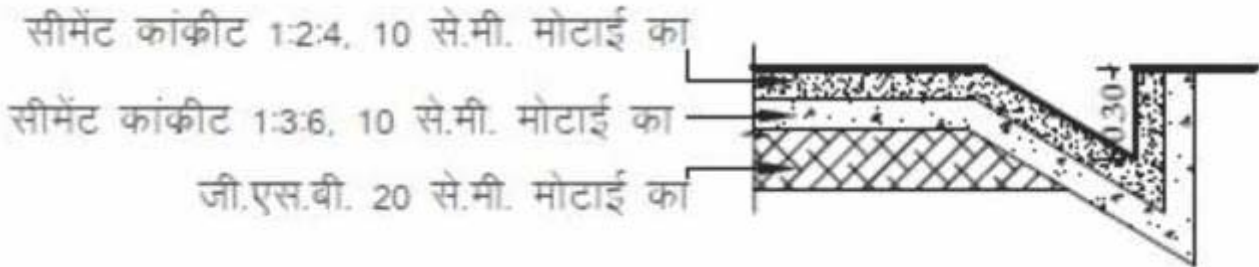 सीमेंट कांकीट 1:2:4, 10 से.मी. मोटाई का
सीमेंट कांकीट 1:3:6, 10 से.मी. मोटाई का
जी.एस.बी. 20 से.मी. मोटाई का
0.30